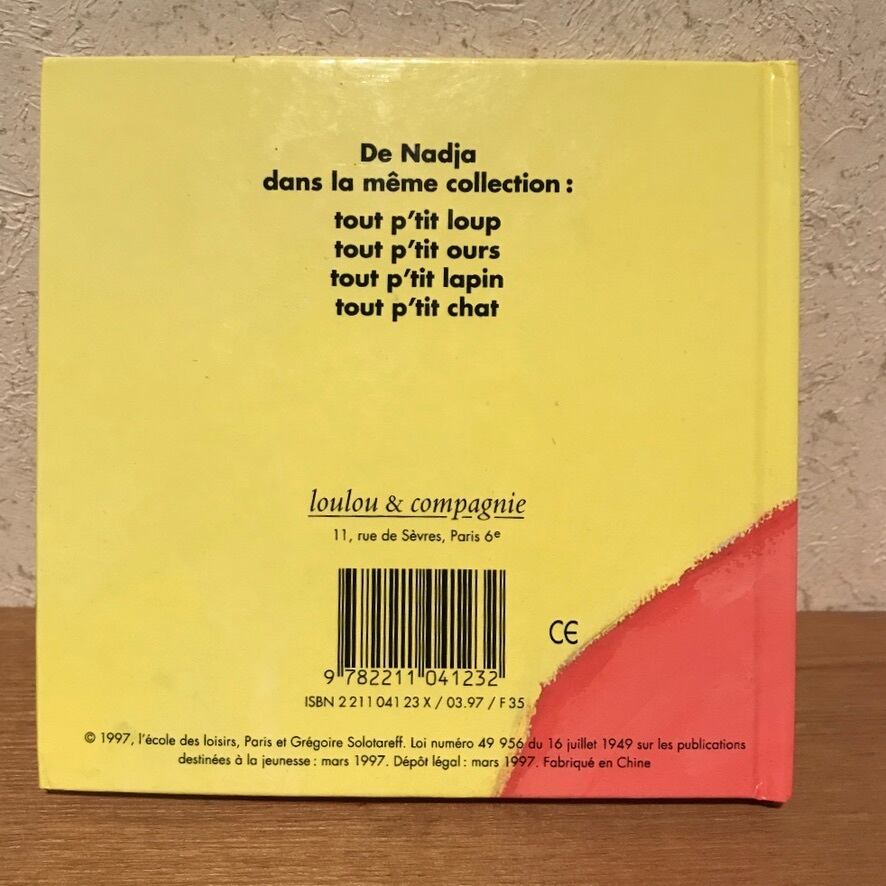 De Nadja
dans la même collection :
tout p'tit loup
tout p'tit ours
tout p'tit lapin
tout p'tit chat
loulou & compagnie
11, rue de Sèvres, Paris 6e
CE
9 782211 041232
ISBN 2 211 041 23 X / 03.97 / F 35
© 1997, l'école des loisirs, Paris et Grégoire Solotareff. Loi numéro 49 956 du 16 juillet 1949 sur les publications
destinées à la jeunesse : mars 1997. Dépôt légal : mars 1997. Fabriqué en Chine